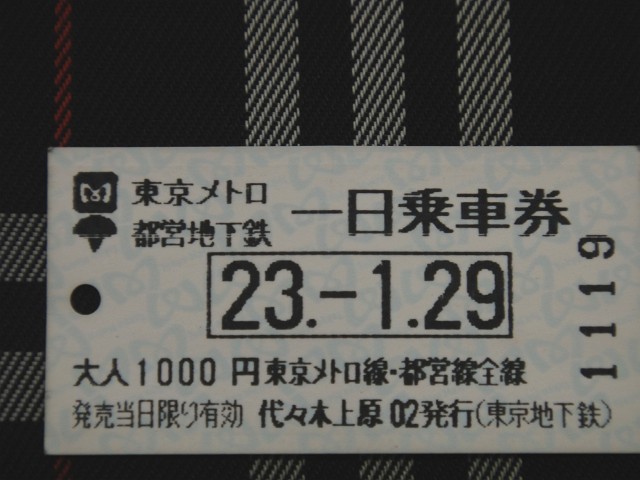 東京メトロ
都営地下鉄
一日乗車券
23.-1.29
1119
大人1000 円東京メトロ線・都営線全線
発売当日限り有効 代々木上原02発行(東京地下鉄)